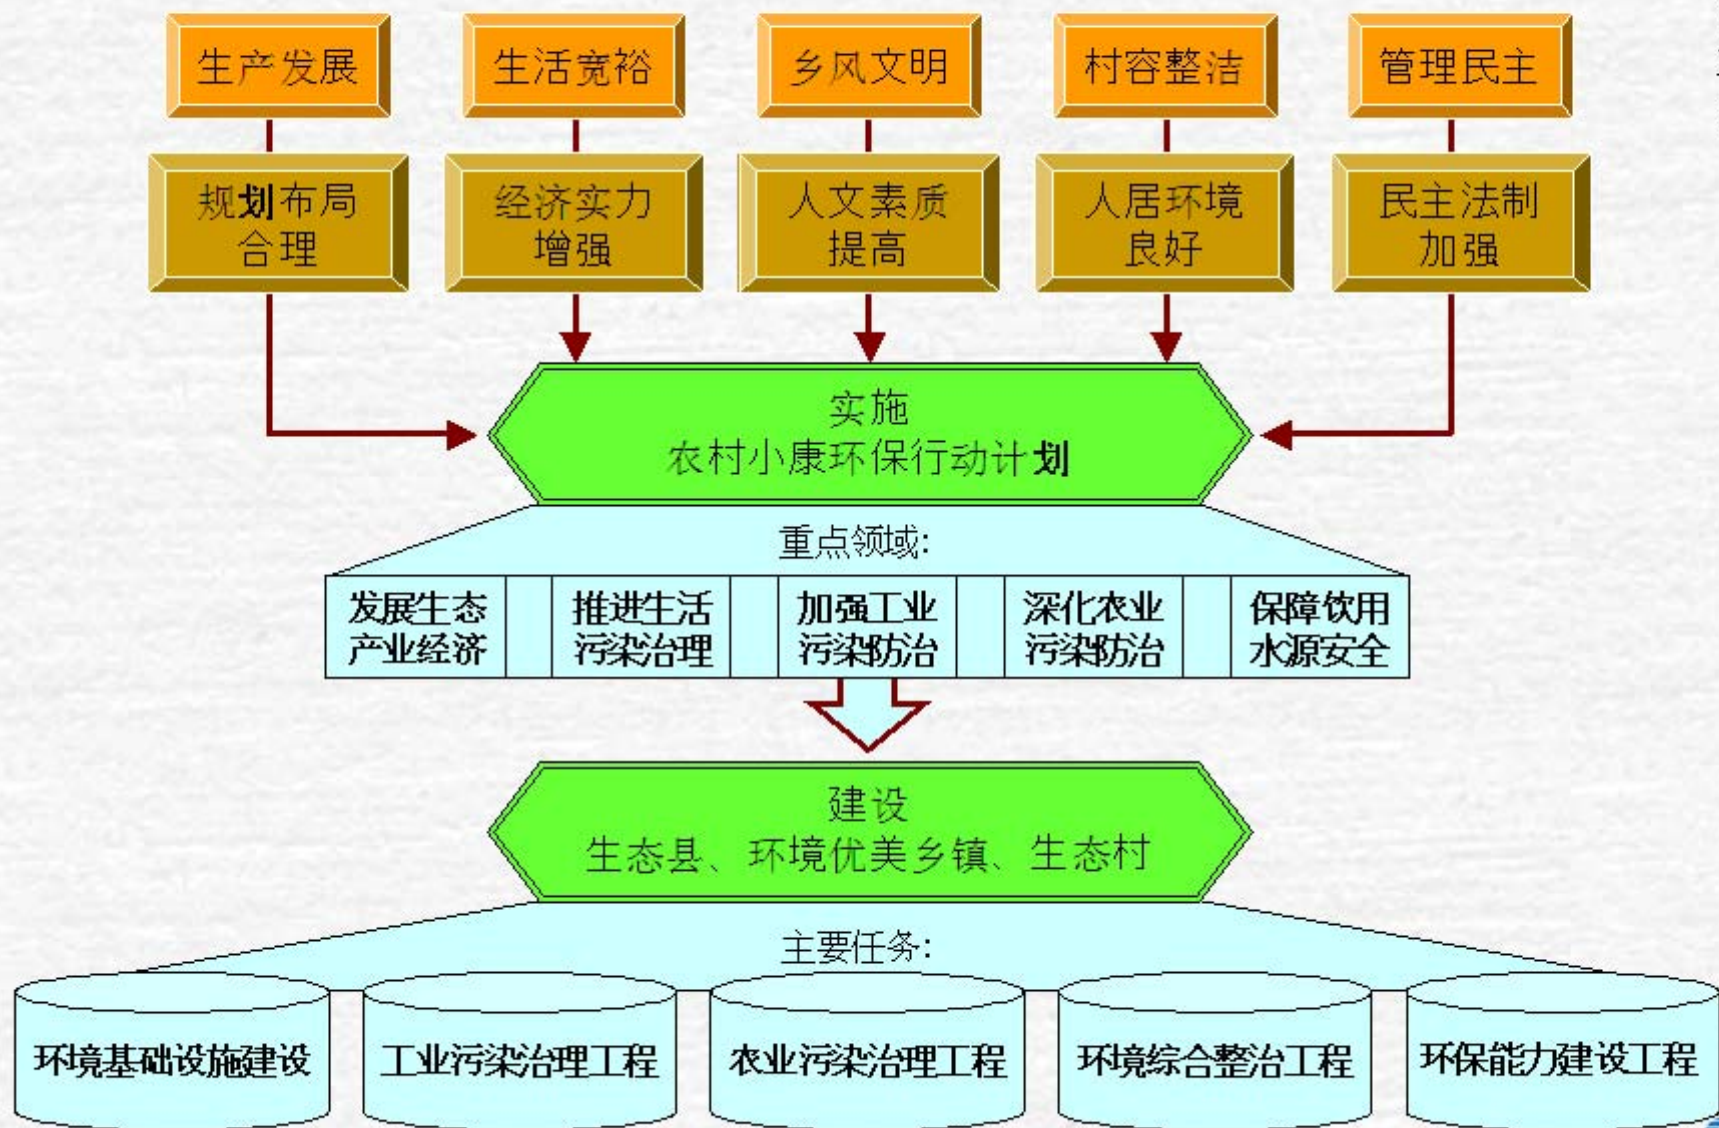 生产发展 生活宽裕 乡风文明 村容整洁 管理民主
规划布局 经济实力 人文素质 人居环境 民主法制
合理 增强 提高 良好 加强
实施
农村小康环保行动计划
重点领域:
发展生态 推进生活 加强工业 深化农业 保障饮用
产业经济 污染治理 污染防治 污染防治 水源安全
建设
生态县、环境优美乡镇、生态村
主要任务:
环境基础设施建设 工业污染治理工程 农业污染治理工程 环境综合整治工程 环保能力建设工程